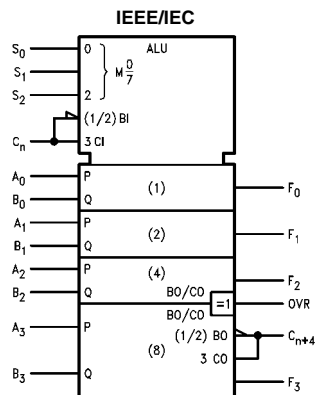 IEEE/IEC
S0 0 ALU
S1 M 0/7
S2 2
(1/2) BI
Cn 3 CI
A0 P (1) F0
B0 Q
A1 P (2) F1
B1 Q
A2 P (4) F2
B2 Q BO/CO =1 OVR
BO/CO
A3 P (1/2) BO Cn+4
(8) 3 CO
B3 Q F3